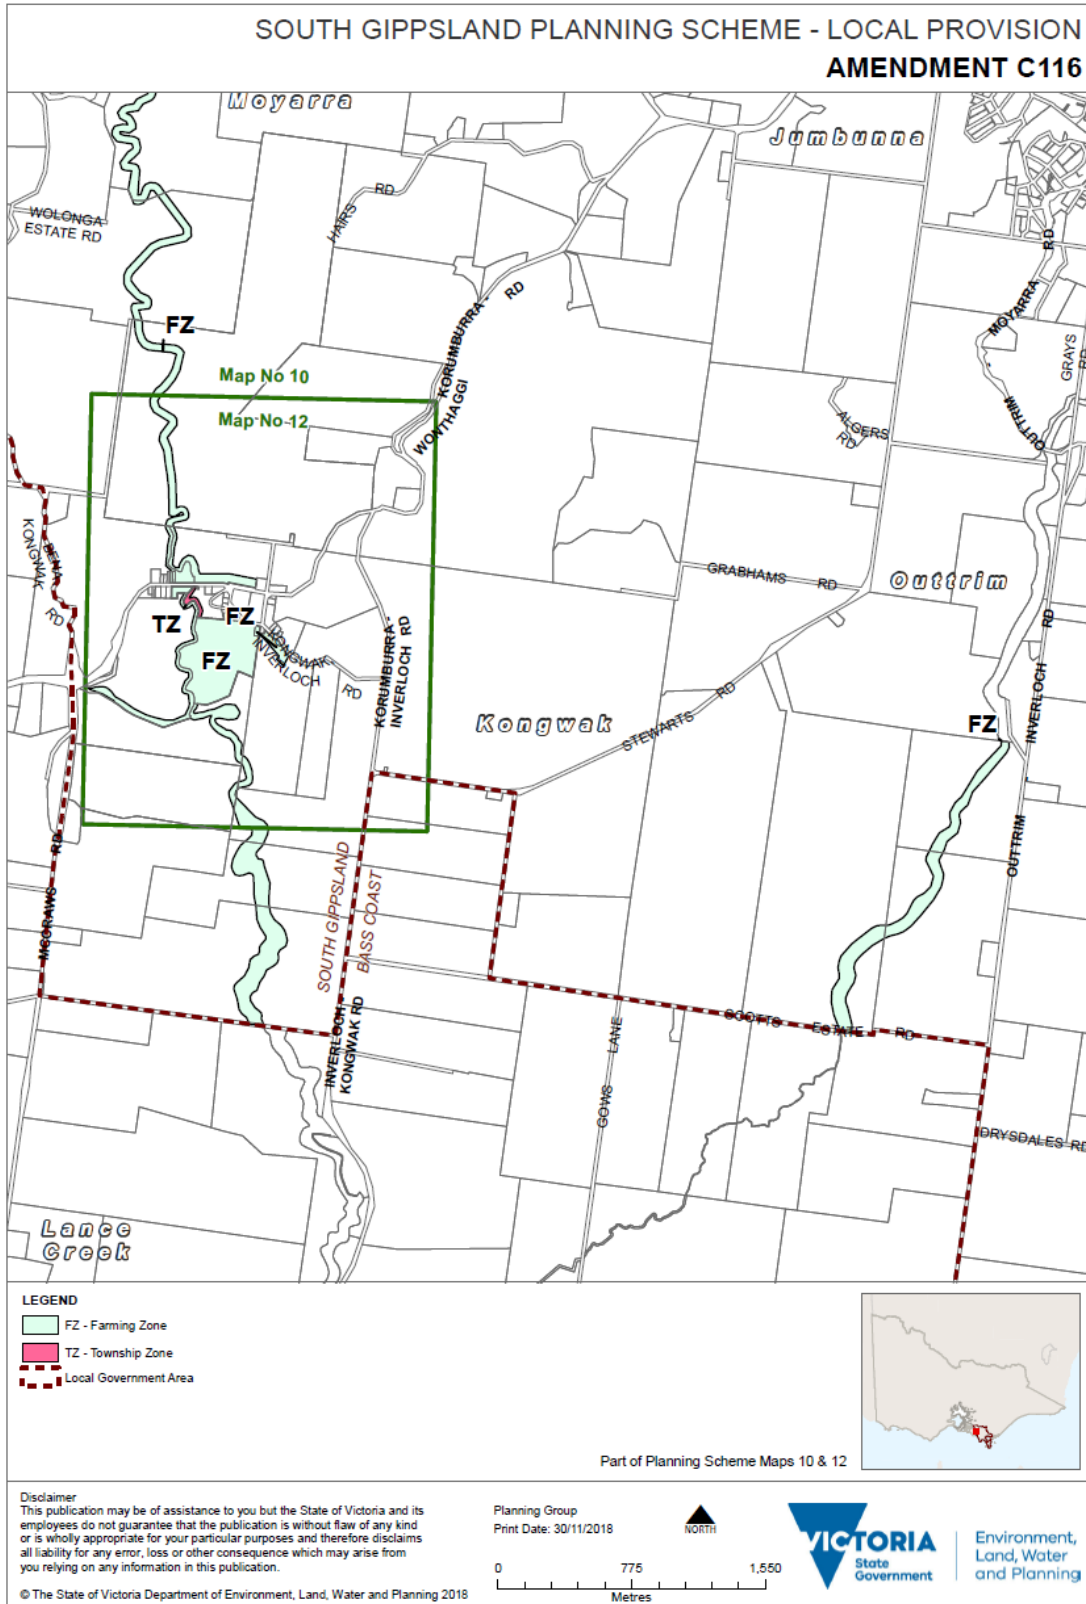 SOUTH GIPPSLAND PLANNING SCHEME - LOCAL PROVISION
AMENDMENT C116
Moyarra
Jumbunna
WOLONGA
ESTATE RD
HAIRS
RD
KORUMBURRA -
WONTHAGGI
RD
FZ
Map No 10
Map No 12
MOYARRA
RD
OUTTRIM
GRAYS
RD
ALGERS
RD
KONGWAK
BENA
RD
GRABHAMS RD
Outtrim
TZ
FZ
FZ
KONGWAK
INVERLOCH
RD
KORUMBURRA -
INVERLOCH RD
Kongwak
STEWARTS RD
FZ
OUTTRIM
INVERLOCH
RD
MCGRAWS RD
SOUTH GIPPSLAND
BASS COAST
INVERLOCH -
KONGWAK RD
GOWS LANE
SCOTTS ESTATE RD
DRYSDALES RD
Lance
Creek
LEGEND
FZ - Farming Zone
TZ - Township Zone
Local Government Area
Part of Planning Scheme Maps 10 & 12
Disclaimer
This publication may be of assistance to you but the State of Victoria and its
employees do not guarantee that the publication is without flaw of any kind
or is wholly appropriate for your particular purposes and therefore disclaims
all liability for any error, loss or other consequence which may arise from
you relying on any information in this publication.
© The State of Victoria Department of Environment, Land, Water and Planning 2018
Planning Group
Print Date: 30/11/2018
NORTH
0 775 1,550
Metres
VICTORIA
State
Government
Environment,
Land, Water
and Planning